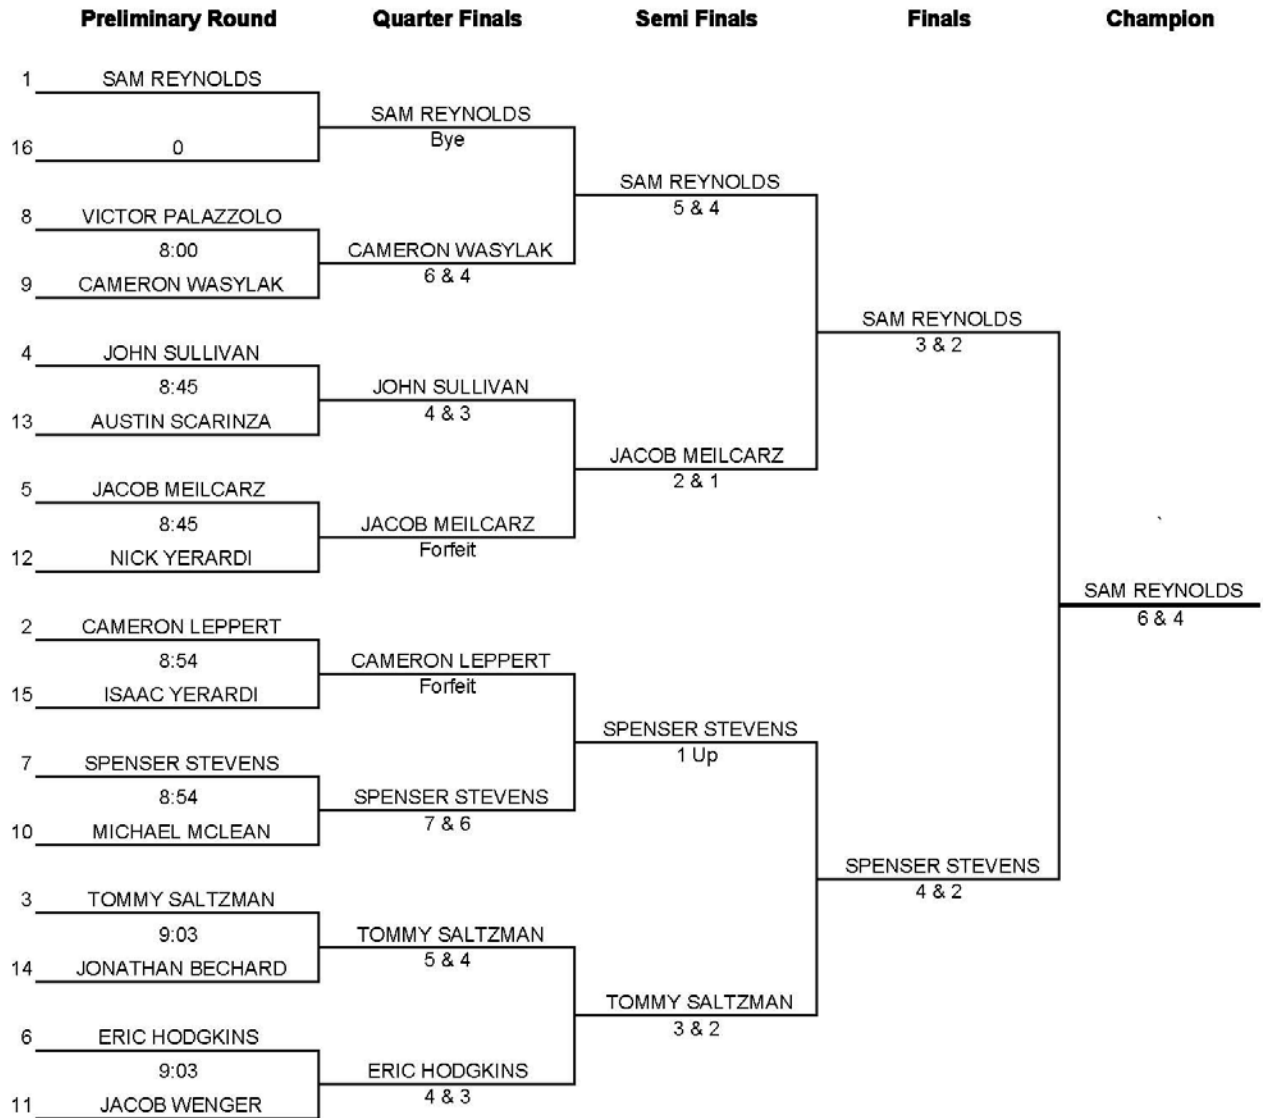 Preliminary Round Quarter Finals Semi Finals Finals Champion
1 SAM REYNOLDS
SAM REYNOLDS
Bye
16 0
SAM REYNOLDS
5 & 4
8 VICTOR PALAZZOLO
8:00
CAMERON WASYLAK
6 & 4
9 CAMERON WASYLAK
SAM REYNOLDS
3 & 2
4 JOHN SULLIVAN
8:45
JOHN SULLIVAN
4 & 3
13 AUSTIN SCARINZA
JACOB MEILCARZ
2 & 1
5 JACOB MEILCARZ
8:45
JACOB MEILCARZ
Forfeit
12 NICK YERARDI
SAM REYNOLDS
6 & 4
2 CAMERON LEPPERT
8:54
CAMERON LEPPERT
Forfeit
15 ISAAC YERARDI
SPENSER STEVENS
1 Up
7 SPENSER STEVENS
8:54
SPENSER STEVENS
7 & 6
10 MICHAEL MCLEAN
SPENSER STEVENS
4 & 2
3 TOMMY SALTZMAN
9:03
TOMMY SALTZMAN
5 & 4
14 JONATHAN BECHARD
TOMMY SALTZMAN
3 & 2
6 ERIC HODGKINS
9:03
ERIC HODGKINS
4 & 3
11 JACOB WENGER